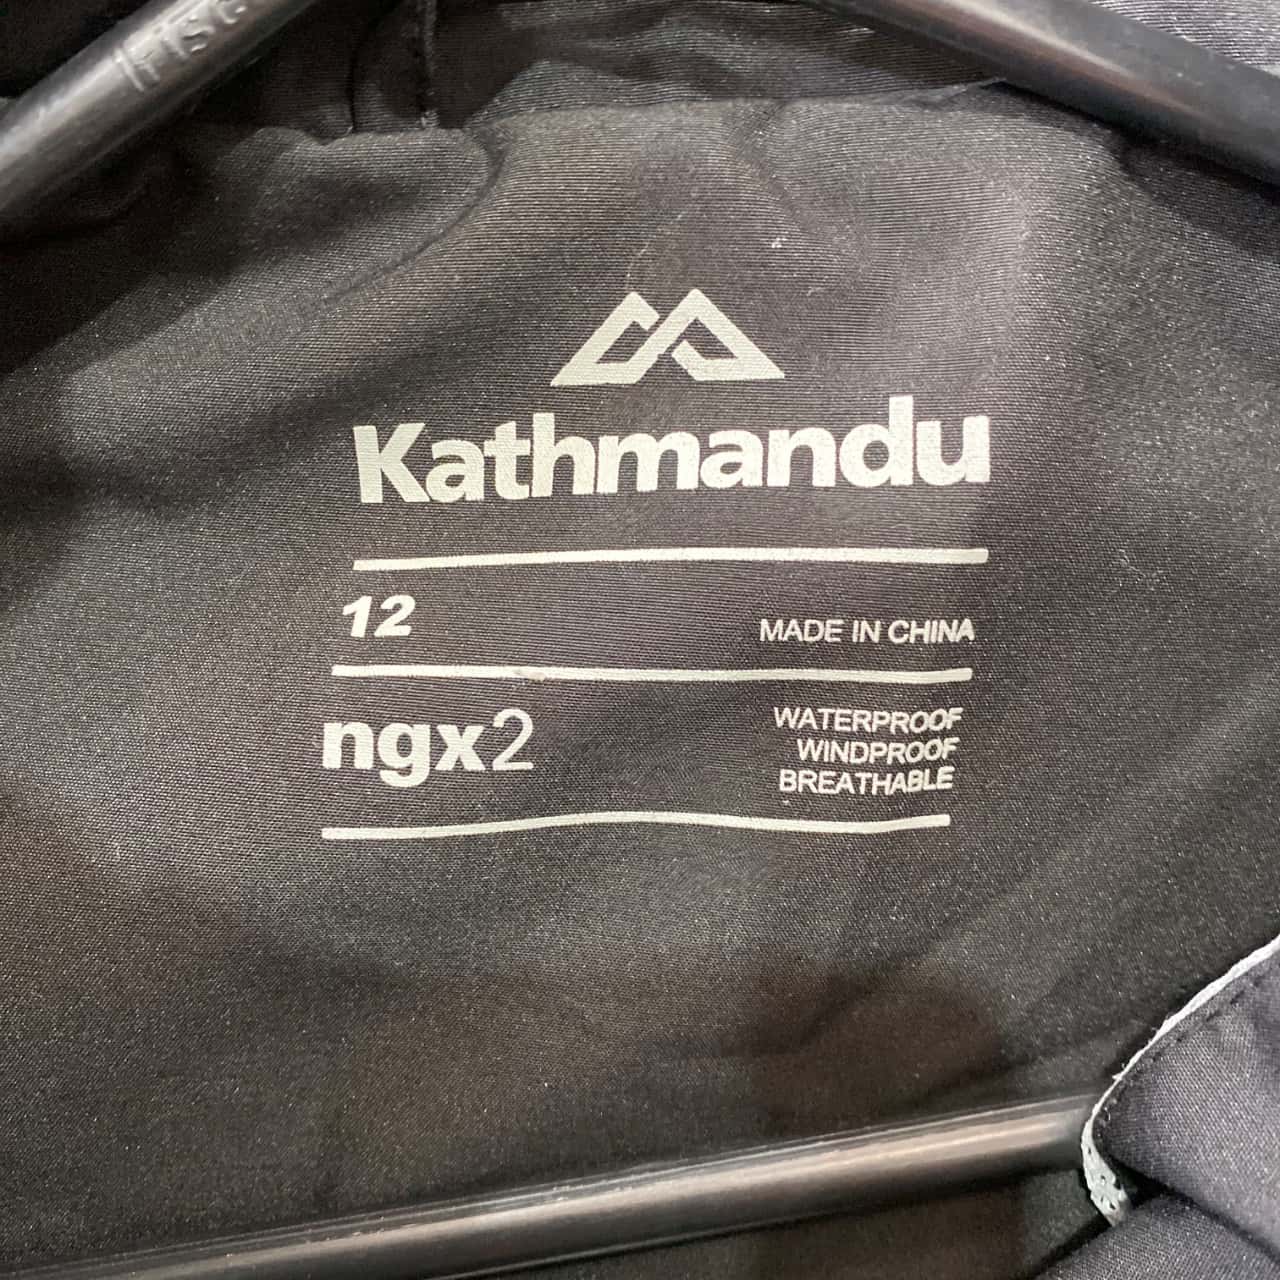 Kathmandu
12
MADE IN CHINA
ngx2
WATERPROOF
WINDPROOF
BREATHABLE